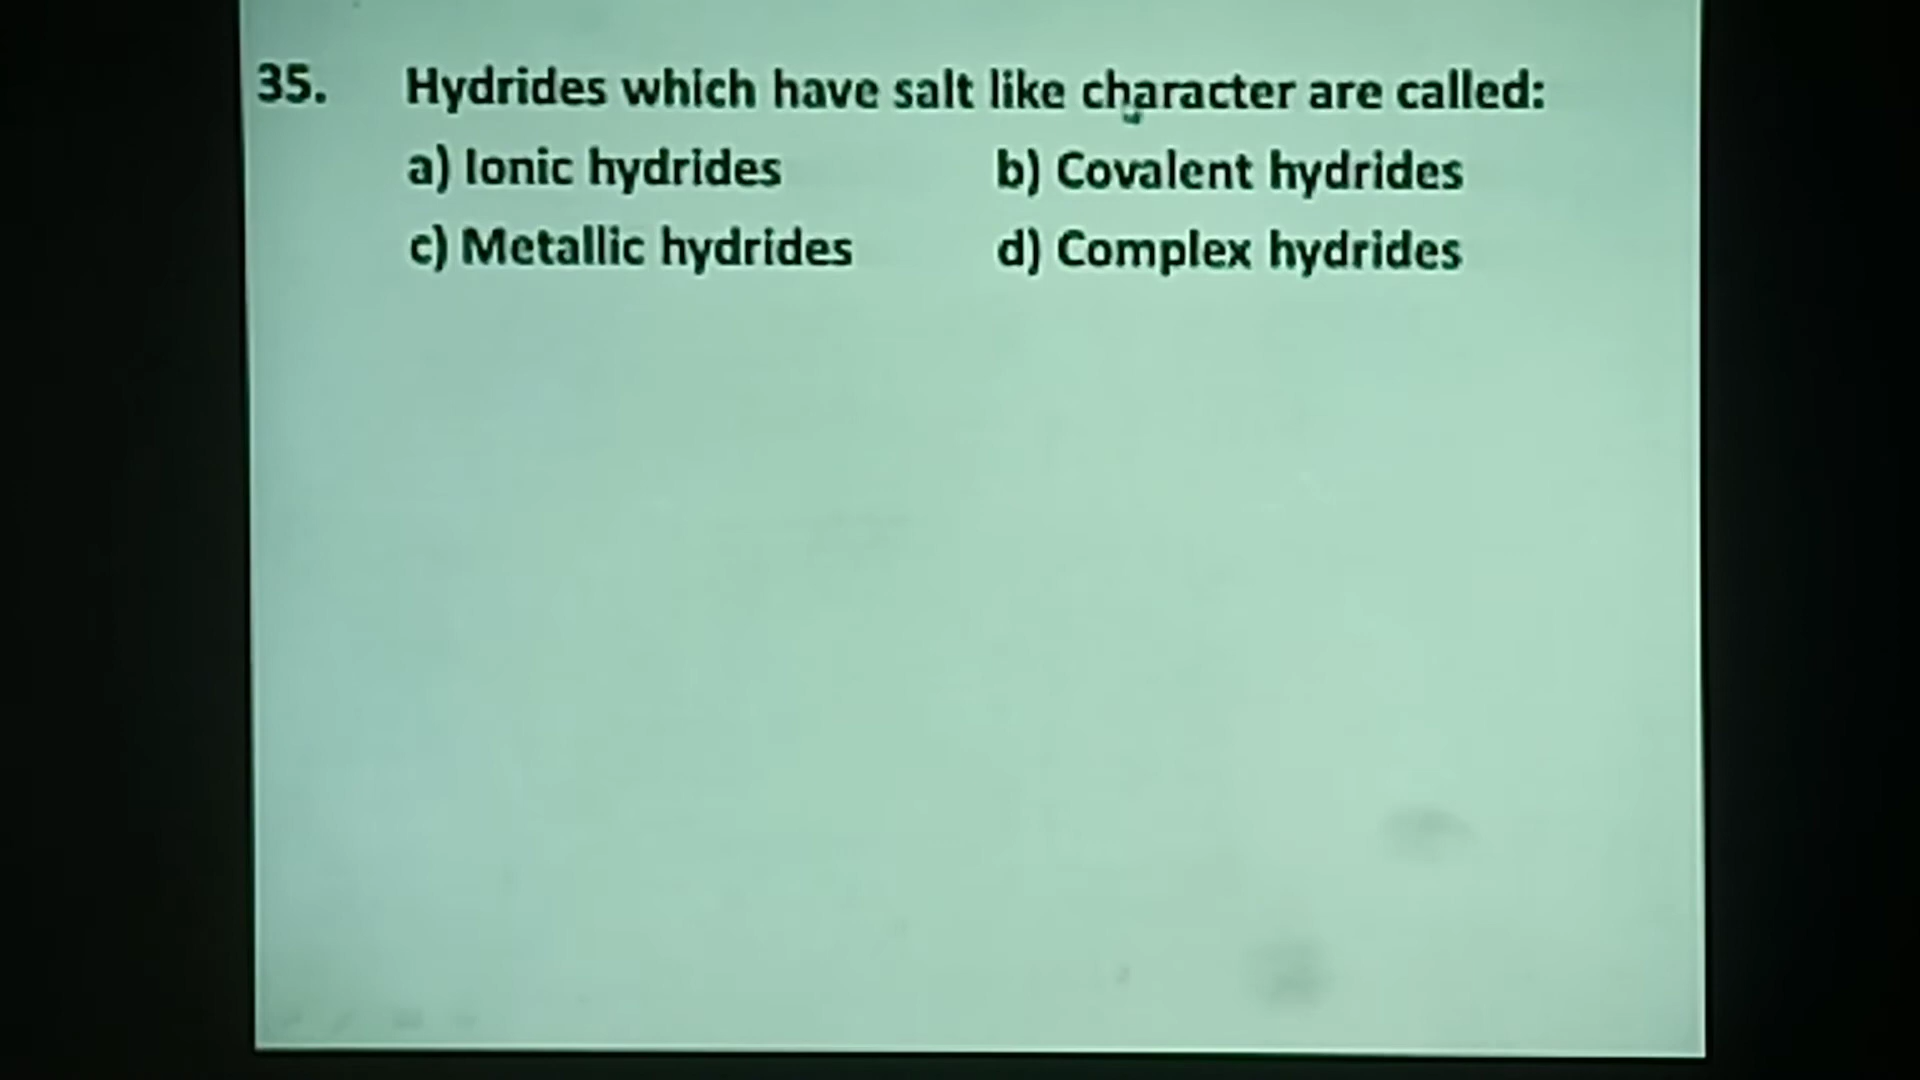 35. Hydrides which have salt like character are called:
a) Ionic hydrides b) Covalent hydrides
c) Metallic hydrides d) Complex hydrides